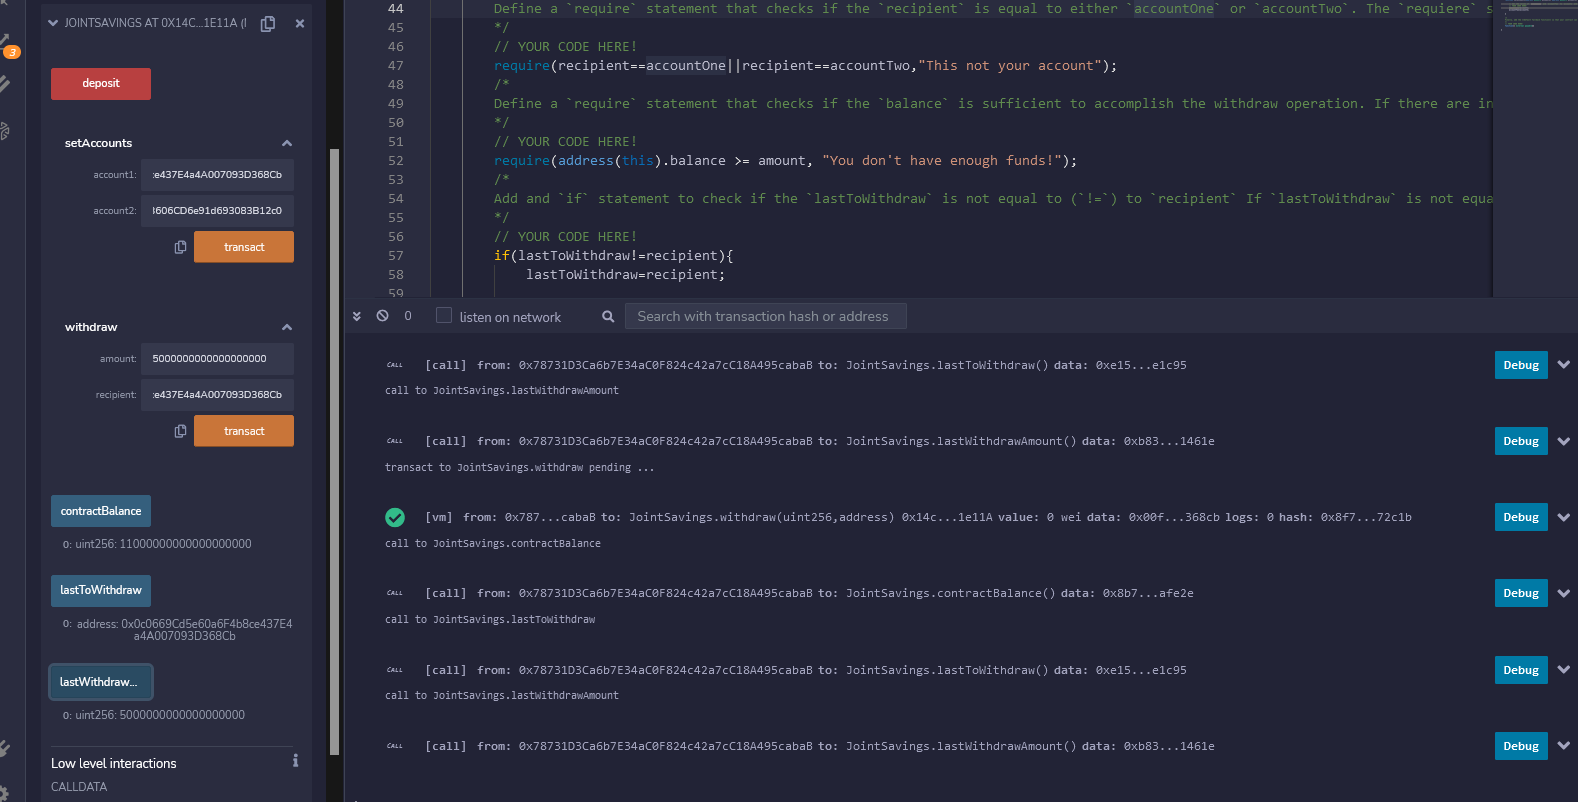 JOINTSAVINGS AT 0X14C...1E11A (
3
deposit
setAccounts
account1: :e437E4a4A007093D368Cb
account2: 3606CD6e91d693083B12c0
transact
withdraw
amount: 5000000000000000000
recipient: :e437E4a4A007093D368Cb
transact
contractBalance
0: uint256: 11000000000000000000
lastToWithdraw
0: address: 0x0c0669Cd5e60a6F4b8ce437E4
a4A007093D368Cb
lastWithdraw...
0: uint256: 5000000000000000000
Low level interactions
CALLDATA
44 Define a `require` statement that checks if the `recipient` is equal to either `accountOne` or `accountTwo`. The `requiere` s
45 */
46 // YOUR CODE HERE!
47 require(recipient==accountOne||recipient==accountTwo,"This not your account");
48 /*
49 Define a `require` statement that checks if the `balance` is sufficient to accomplish the withdraw operation. If there are in
50 */
51 // YOUR CODE HERE!
52 require(address(this).balance >= amount, "You don't have enough funds!");
53 /*
54 Add and `if` statement to check if the `lastToWithdraw` is not equal to (`!=`) to `recipient` If `lastToWithdraw` is not equa
55 */
56 // YOUR CODE HERE!
57 if(lastToWithdraw!=recipient){
58 lastToWithdraw=recipient;
59
0 listen on network Search with transaction hash or address
CALL [call] from: 0x78731D3Ca6b7E34aC0F824c42a7cC18A495cabaB to: JointSavings.lastToWithdraw() data: 0xe15...e1c95 Debug
call to JointSavings.lastWithdrawAmount
CALL [call] from: 0x78731D3Ca6b7E34aC0F824c42a7cC18A495cabaB to: JointSavings.lastWithdrawAmount() data: 0xb83...1461e Debug
transact to JointSavings.withdraw pending ...
[vm] from: 0x787...cabaB to: JointSavings.withdraw(uint256,address) 0x14c...1e11A value: 0 wei data: 0x00f...368cb logs: 0 hash: 0x8f7...72c1b Debug
call to JointSavings.contractBalance
CALL [call] from: 0x78731D3Ca6b7E34aC0F824c42a7cC18A495cabaB to: JointSavings.contractBalance() data: 0x8b7...afe2e Debug
call to JointSavings.lastToWithdraw
CALL [call] from: 0x78731D3Ca6b7E34aC0F824c42a7cC18A495cabaB to: JointSavings.lastToWithdraw() data: 0xe15...e1c95 Debug
call to JointSavings.lastWithdrawAmount
CALL [call] from: 0x78731D3Ca6b7E34aC0F824c42a7cC18A495cabaB to: JointSavings.lastWithdrawAmount() data: 0xb83...1461e Debug